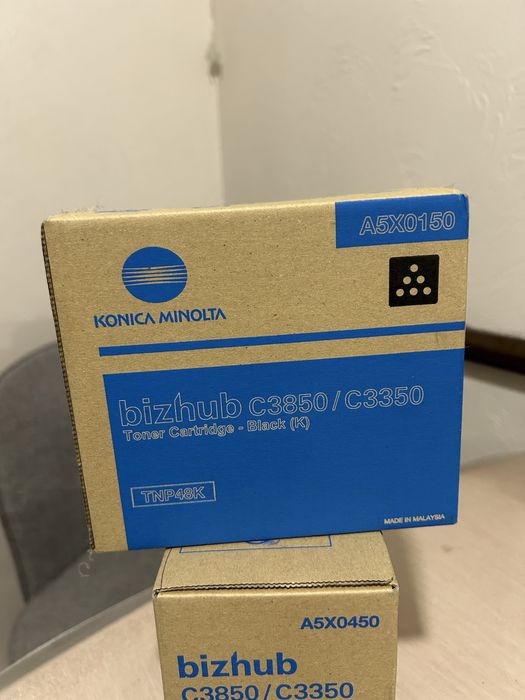 A5X0150
KONICA MINOLTA
bizhub C3850/C3350
Toner Cartridge - Black (K)
TNP48K
MADE IN MALAYSIA
A5X0450
bizhub
C3850/C3350